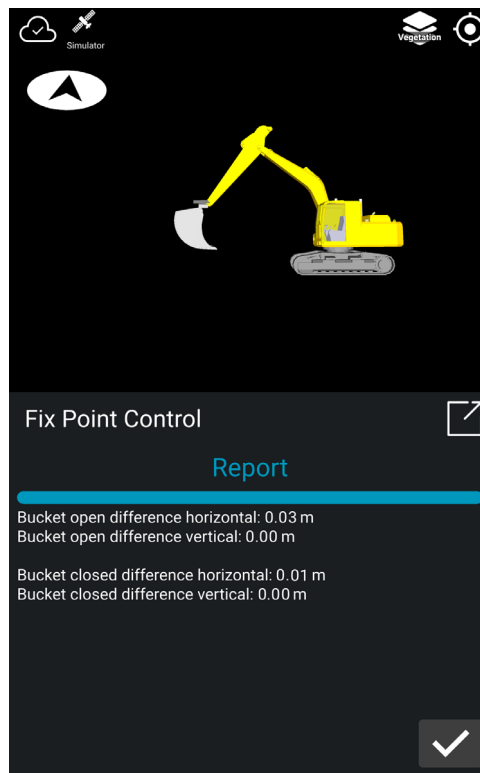 Simulator
Vegetation
Fix Point Control
Report
Bucket open difference horizontal: 0.03 m
Bucket open difference vertical: 0.00 m
Bucket closed difference horizontal: 0.01 m
Bucket closed difference vertical: 0.00 m